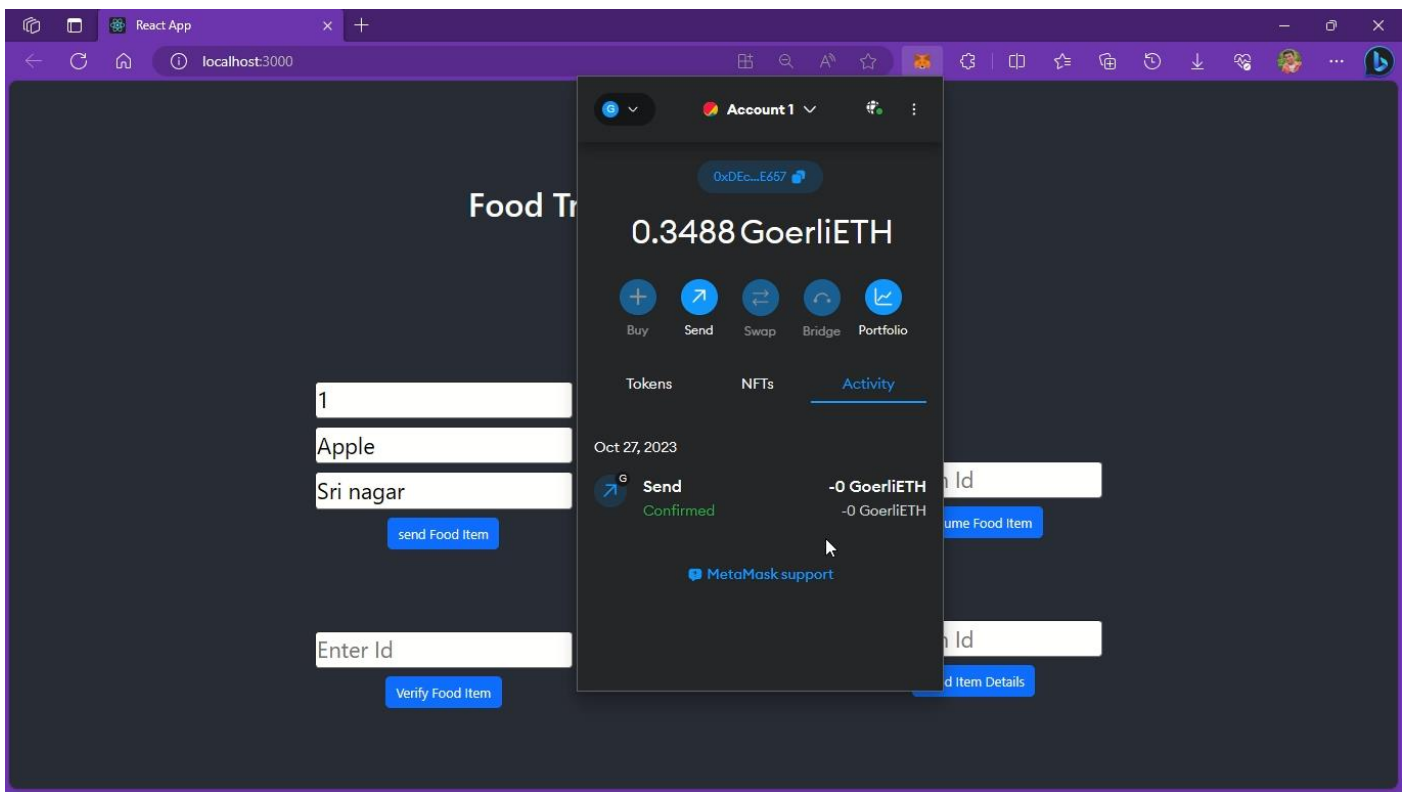 React App
localhost:3000
G
Account 1
0xDEc...E657
Food Tr
0.3488 GoerliETH
Buy
Send
Swap
Bridge
Portfolio
Tokens
NFTs
Activity
1
Apple
Oct 27, 2023
Sri nagar
G
Send
-0 GoerliETH
Id
Confirmed
-0 GoerliETH
send Food Item
ume Food Item
MetaMask support
Enter Id
Id
Verify Food Item
d Item Details